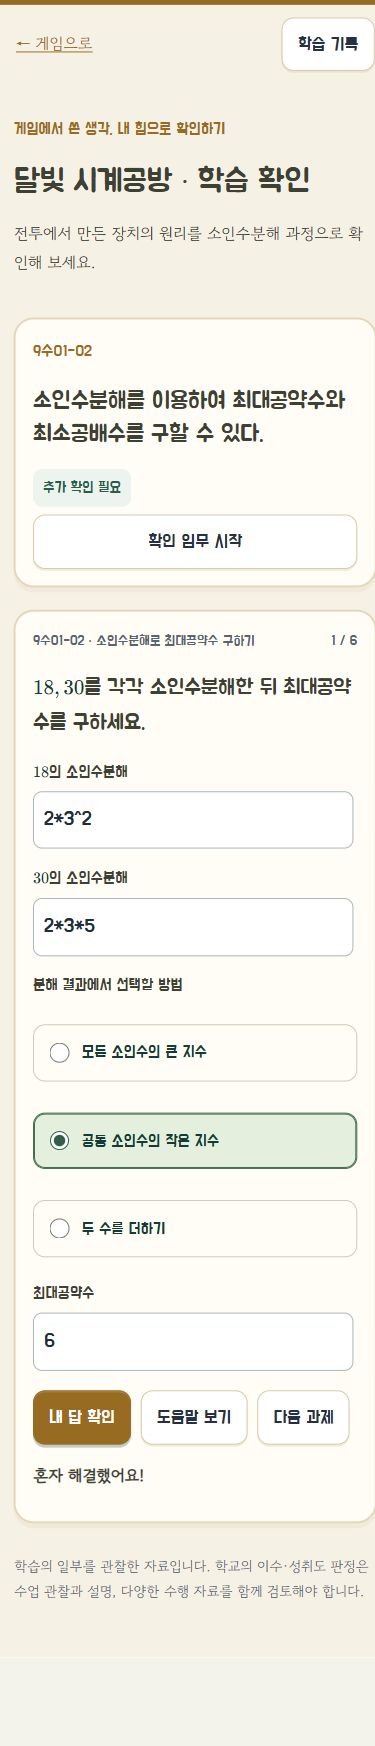 ← 게임으로
학습 기록
게임에서 쓴 생각, 내 힘으로 확인하기
달빛 시계공방 · 학습 확인
전투에서 만든 장치의 원리를 소인수분해 과정으로 확
인해 보세요.
9수01-02
소인수분해를 이용하여 최대공약수와
최소공배수를 구할 수 있다.
추가 확인 필요
확인 임무 시작
9수01-02 · 소인수분해로 최대공약수 구하기
1 / 6
18, 30를 각각 소인수분해한 뒤 최대공약
수를 구하세요.
18의 소인수분해
2*3^2
30의 소인수분해
2*3*5
분해 결과에서 선택할 방법
모든 소인수의 큰 지수
공통 소인수의 작은 지수
두 수를 더하기
최대공약수
6
내 답 확인
도움말 보기
다음 과제
혼자 해결했어요!
학습의 일부를 관찰한 자료입니다. 학교의 이수·성취도 판정은
수업 관찰과 설명, 다양한 수행 자료를 함께 검토해야 합니다.